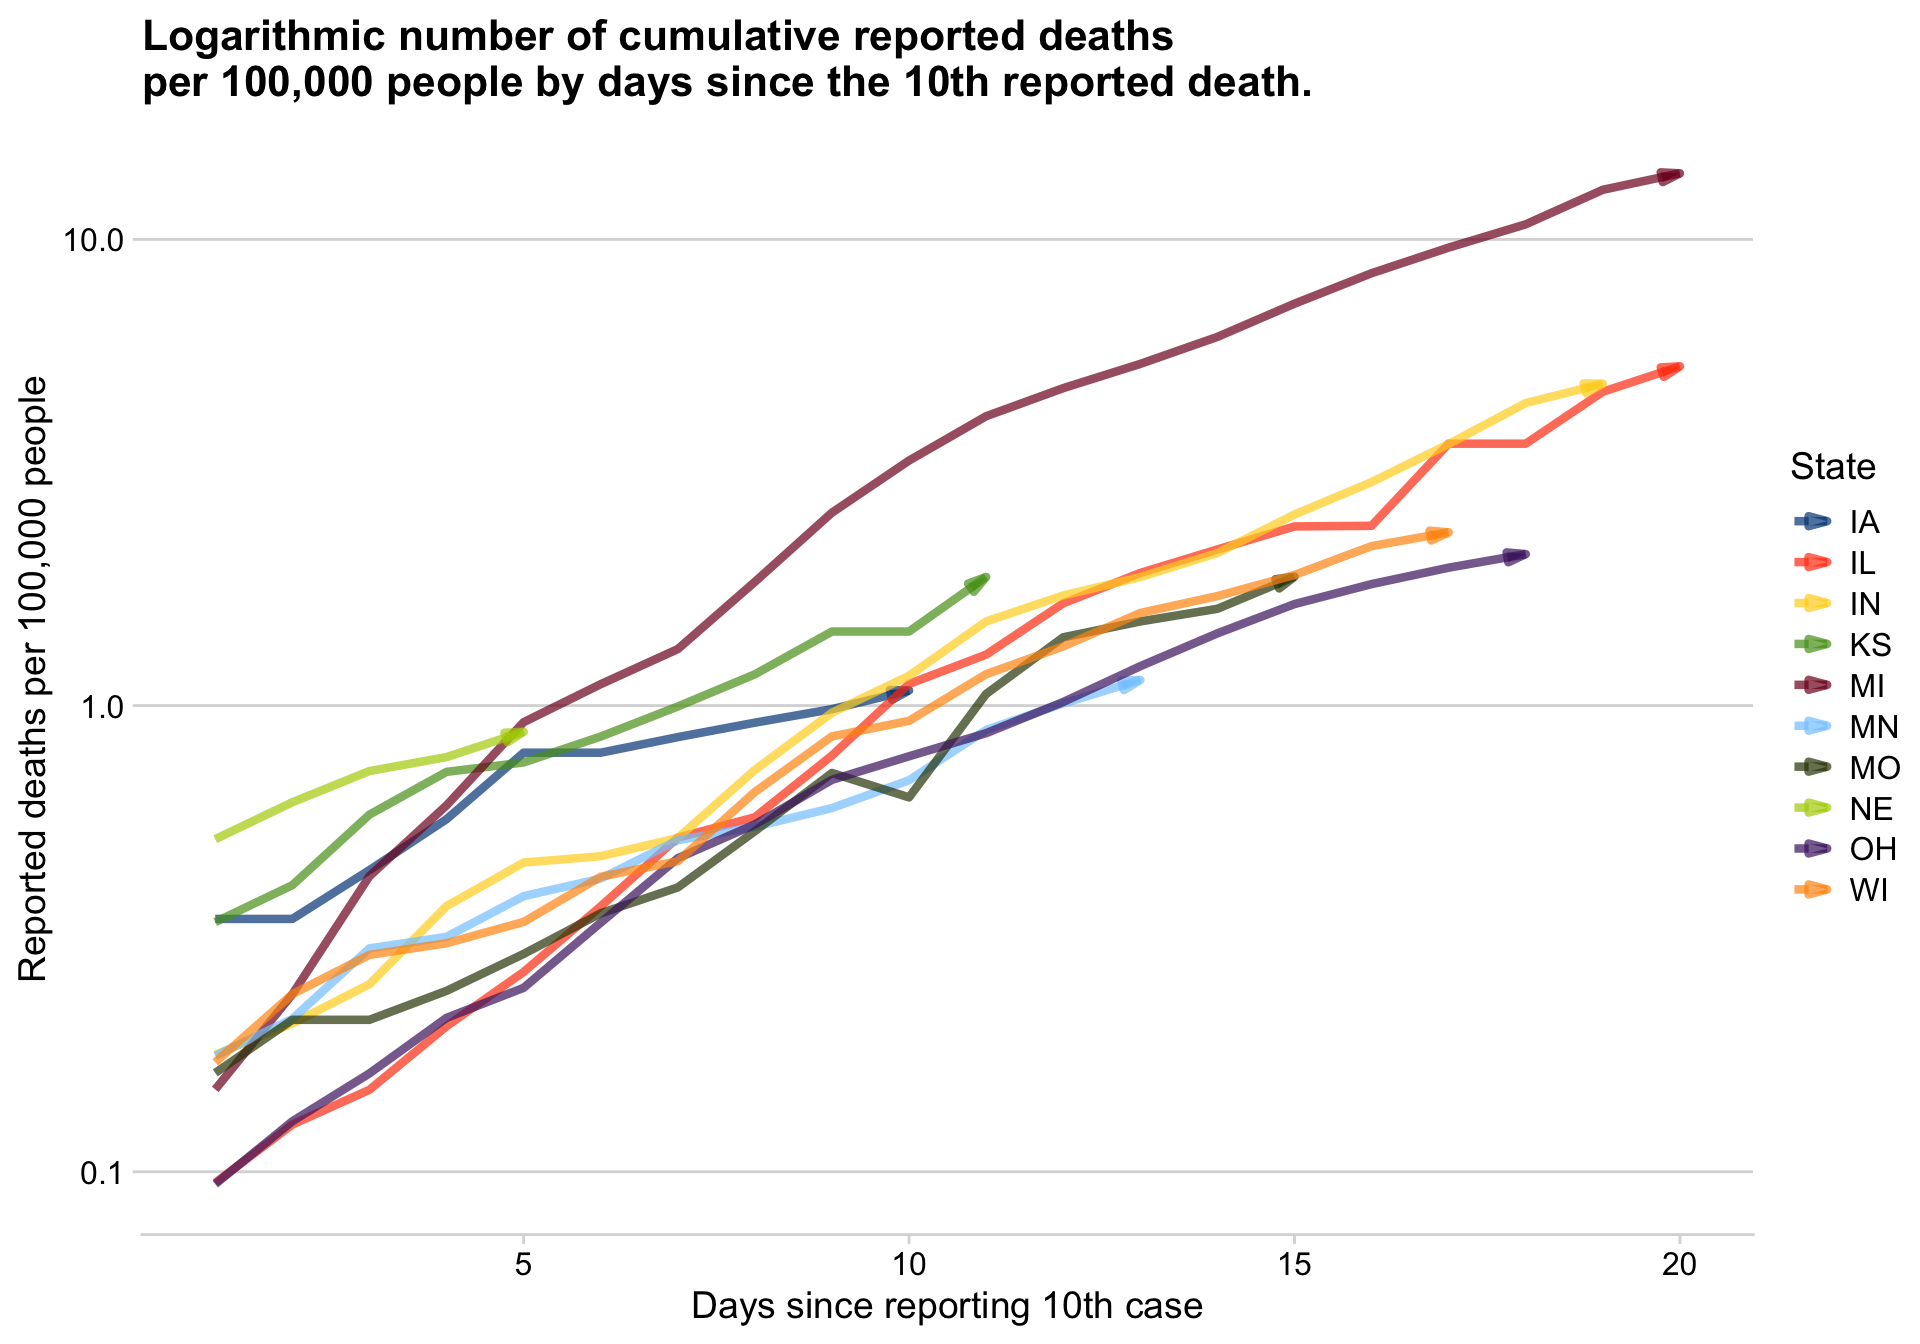 Logarithmic number of cumulative reported deaths
per 100,000 people by days since the 10th reported death.
Reported deaths per 100,000 people
10.0
1.0
0.1
5
10
15
20
Days since reporting 10th case
State
IA
IL
IN
KS
MI
MN
MO
NE
OH
WI